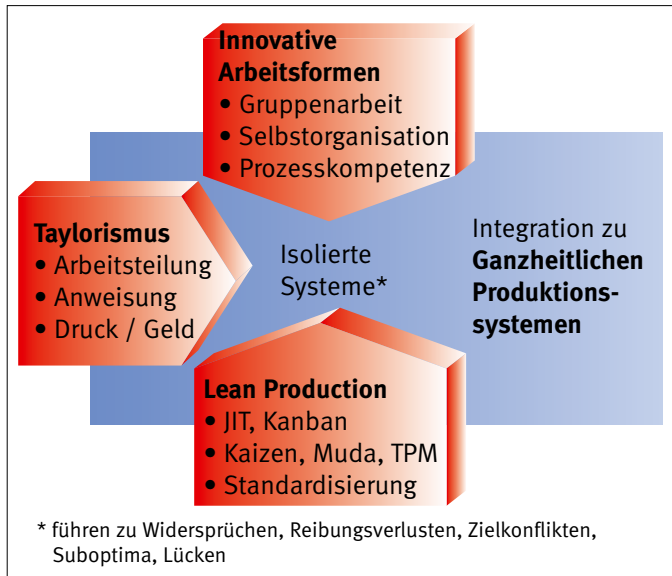 Innovative
Arbeitsformen
• Gruppenarbeit
• Selbstorganisation
• Prozesskompetenz
Taylorismus
• Arbeitsteilung
• Anweisung
• Druck / Geld
Isolierte
Systeme*
Integration zu
Ganzheitlichen
Produktions-
systemen
Lean Production
• JIT, Kanban
• Kaizen, Muda, TPM
• Standardisierung
* führen zu Widersprüchen, Reibungsverlusten, Zielkonflikten,
Suboptima, Lücken